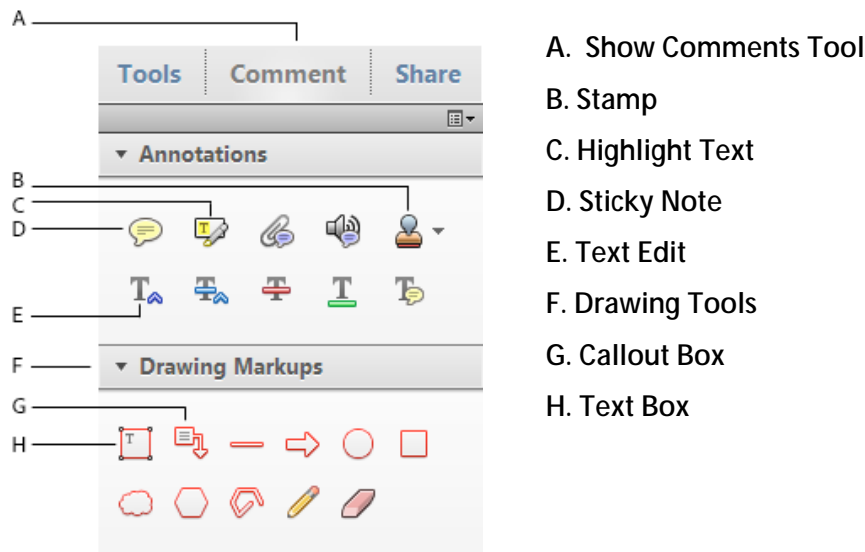 A
Tools Comment Share
Annotations
B
C
D
E
F
Drawing Markups
G
H
A. Show Comments Tool
B. Stamp
C. Highlight Text
D. Sticky Note
E. Text Edit
F. Drawing Tools
G. Callout Box
H. Text Box